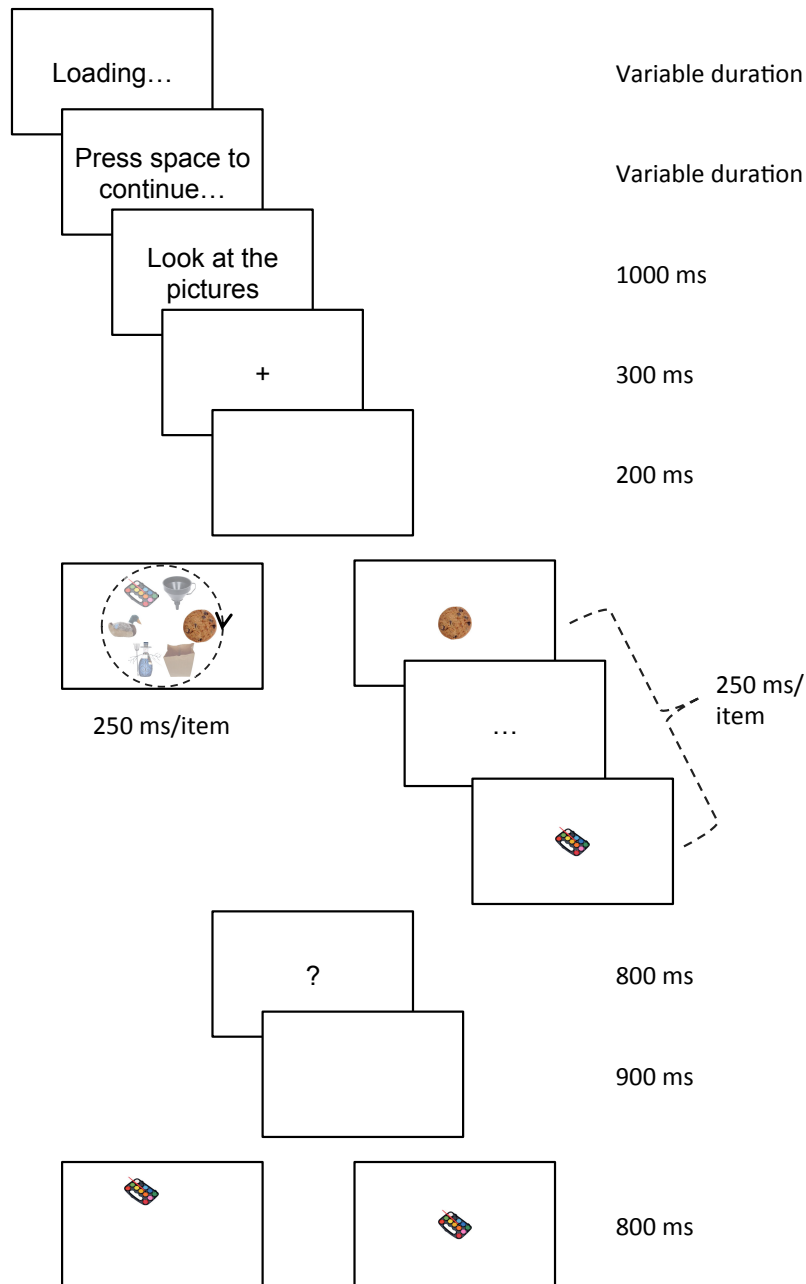 Loading…
Variable duration
Press space to
continue…
Variable duration
Look at the
pictures
1000 ms
+
300 ms
200 ms
250 ms/item
…
250 ms/
item
?
800 ms
900 ms
800 ms